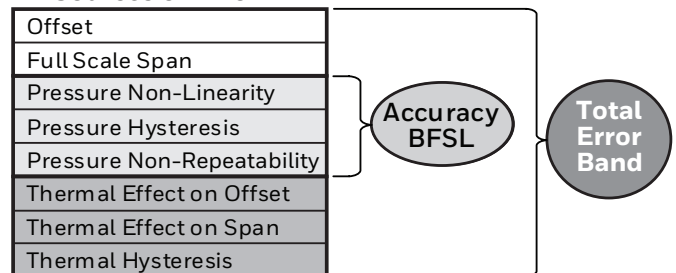 Offset
Full Scale Span
Pressure Non-Linearity
Pressure Hysteresis
Pressure Non-Repeatability
Thermal Effect on Offset
Thermal Effect on Span
Thermal Hysteresis
Accuracy
BFSL
Total
Error
Band